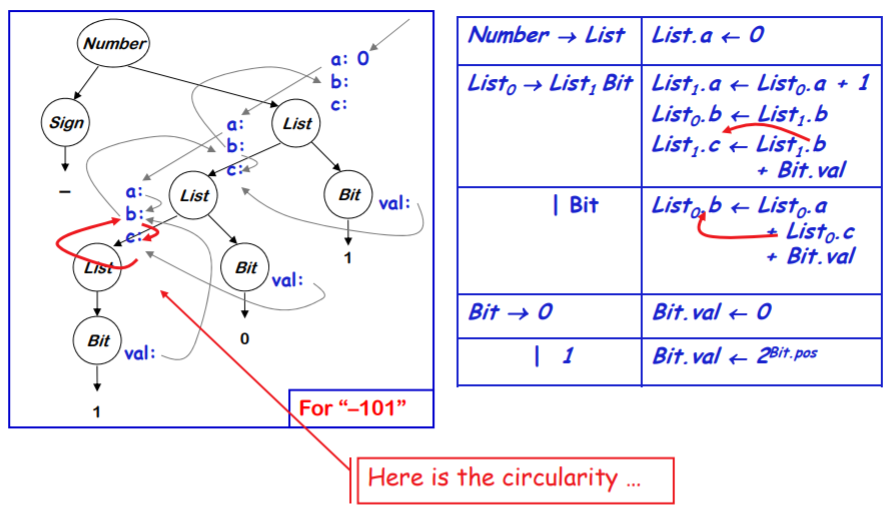 Number
a: 0
b:
c:
Sign
List
a:
b:
c:
–
List
Bit
val:
a:
b:
c:
1
List
Bit
val:
0
Bit
val:
1
For “–101”
Number → List
List.a ← 0
List₀ → List₁ Bit
List₁.a ← List₀.a + 1
List₀.b ← List₁.b
List₁.c ← List₁.b
+ Bit.val
| Bit
List₀.b ← List₀.a
+ List₀.c
+ Bit.val
Bit → 0
Bit.val ← 0
| 1
Bit.val ← 2^Bit.pos
Here is the circularity …